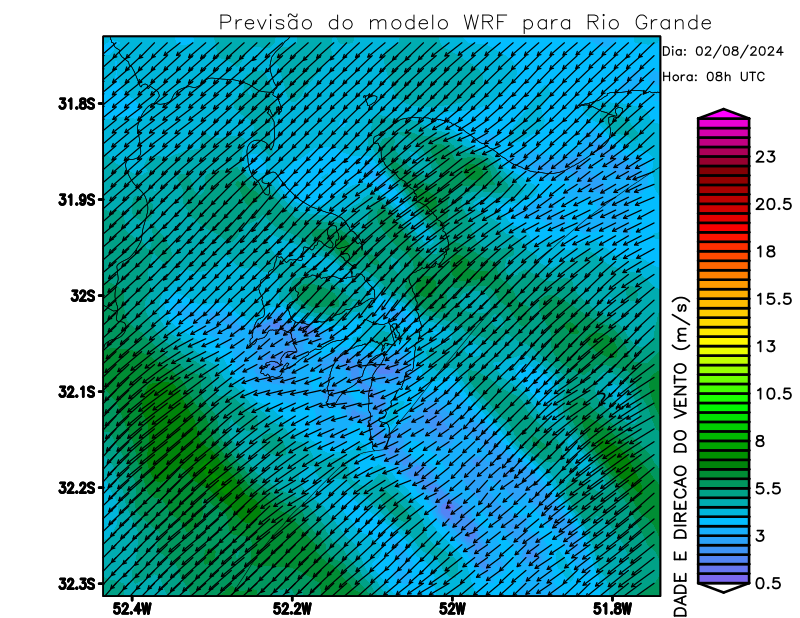 Previsão do modelo WRF para Rio Grande
Dia: 02/08/2024
Hora: 08h UTC
31.8S
31.9S
32S
32.1S
32.2S
32.3S
52.4W
52.2W
52W
51.8W
23
20.5
18
15.5
13
10.5
8
5.5
3
0.5
DADE E DIRECAO DO VENTO (m/s)